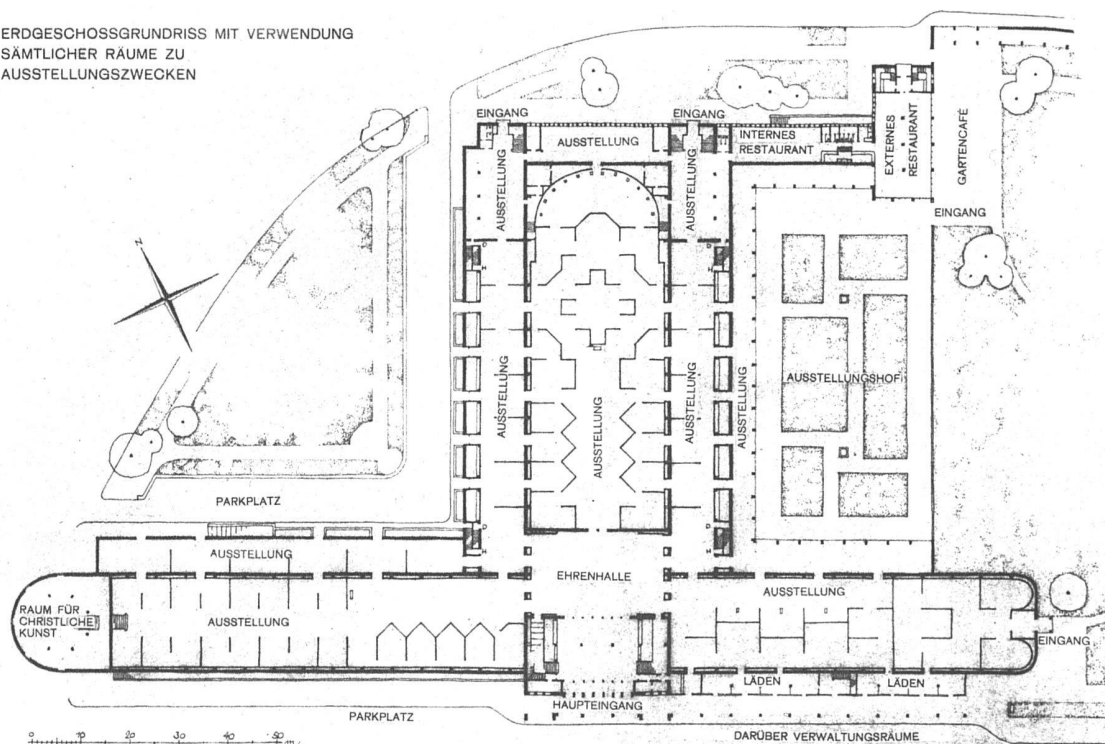 ERDGESCHOSSGRUNDRISS MIT VERWENDUNG
SÄMTLICHER RÄUME ZU
AUSSTELLUNGSZWECKEN
EINGANG
EINGANG
AUSSTELLUNG
INTERNES
RESTAURANT
EXTERNES
RESTAURANT
GARTENCAFÉ
EINGANG
AUSSTELLUNG
AUSSTELLUNG
N
D
H
D
H
AUSSTELLUNG
AUSSTELLUNG
AUSSTELLUNG
AUSSTELLUNG
AUSSTELLUNGSHOF
PARKPLATZ
D
H
D
H
AUSSTELLUNG
EHRENHALLE
AUSSTELLUNG
RAUM FÜR
CHRISTLICHE
KUNST
AUSSTELLUNG
EINGANG
LÄDEN
LÄDEN
HAUPTEINGANG
PARKPLATZ
DARÜBER VERWALTUNGSRÄUME
0 10 20 30 40 50 m